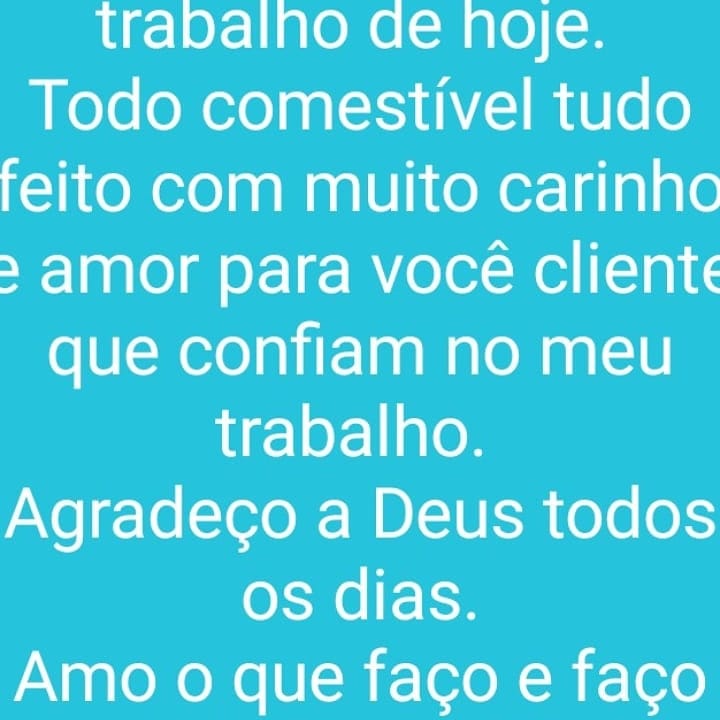 trabalho de hoje.
Todo comestível tudo
feito com muito carinho
e amor para você cliente
que confiam no meu
trabalho.
Agradeço a Deus todos
os dias.
Amo o que faço e faço